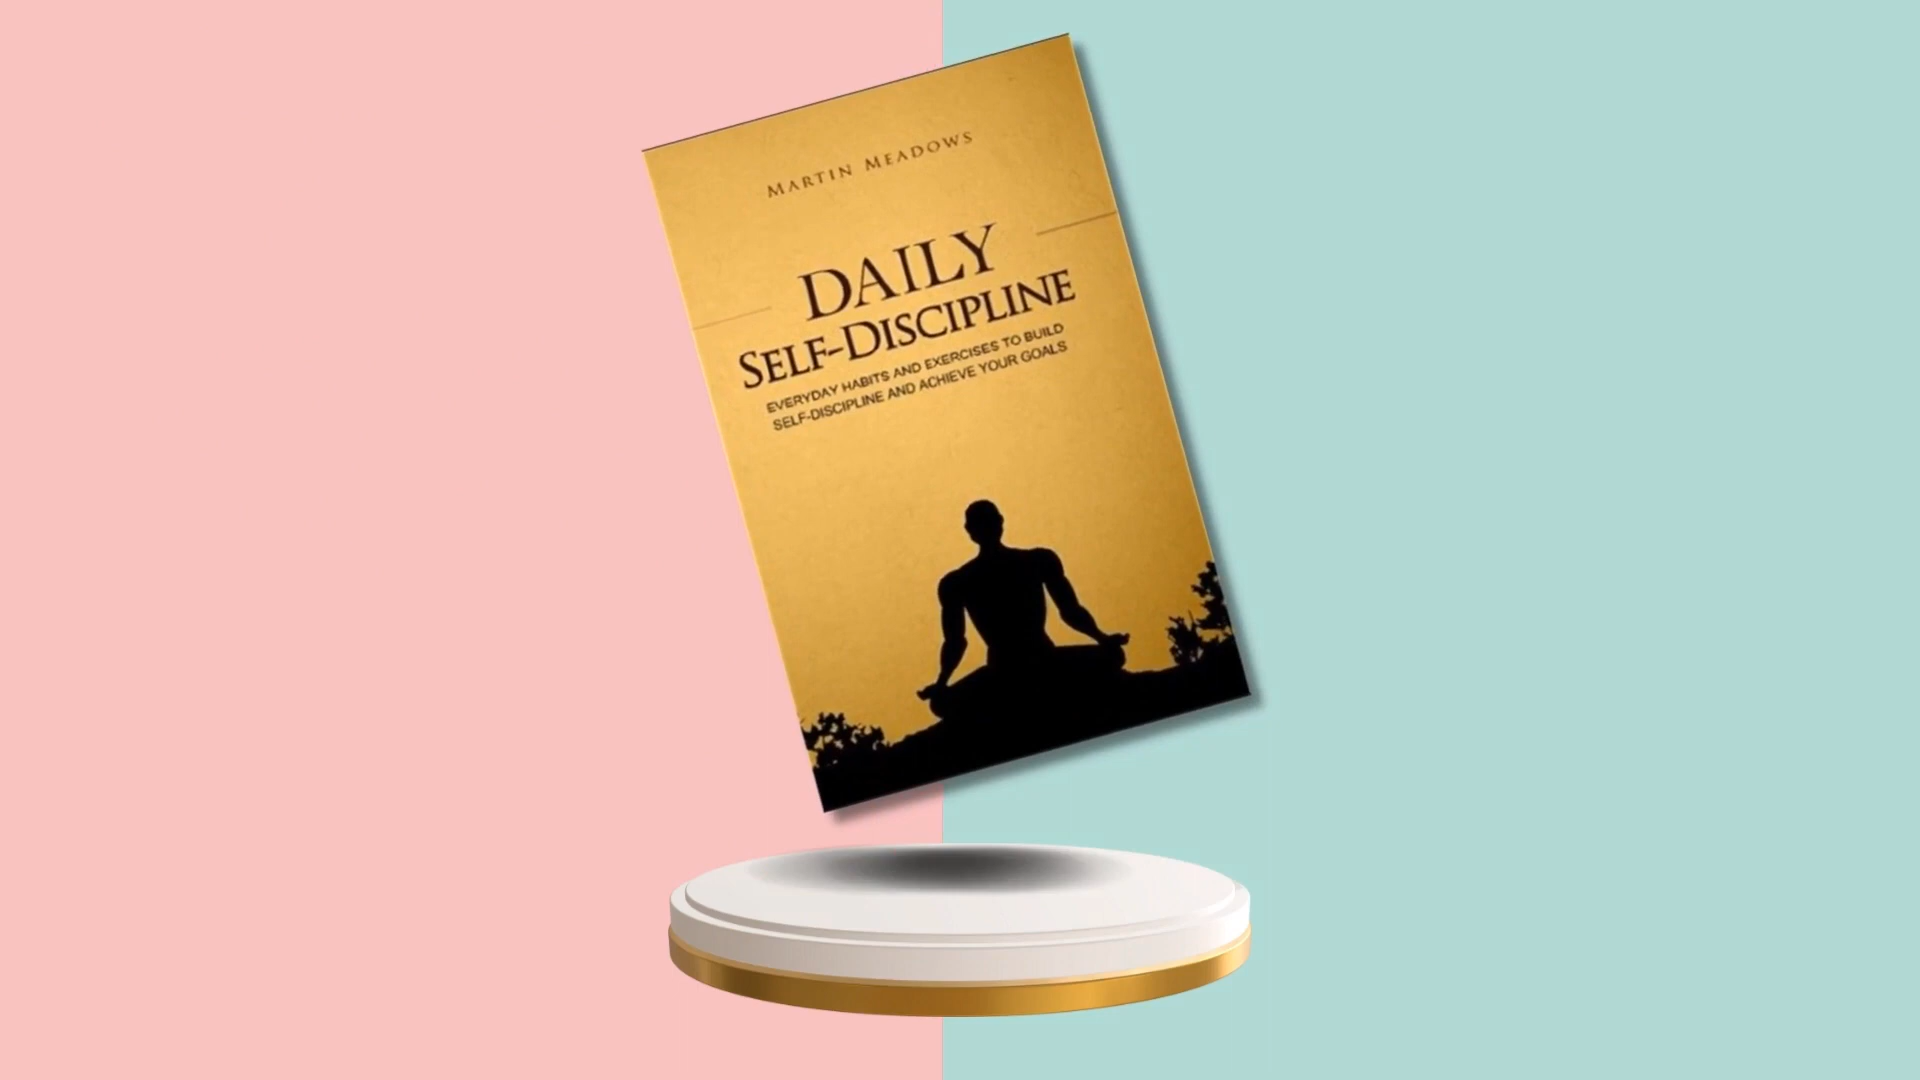 MARTIN MEADOWS
DAILY
SELF-DISCIPLINE
EVERYDAY HABITS AND EXERCISES TO BUILD
SELF-DISCIPLINE AND ACHIEVE YOUR GOALS